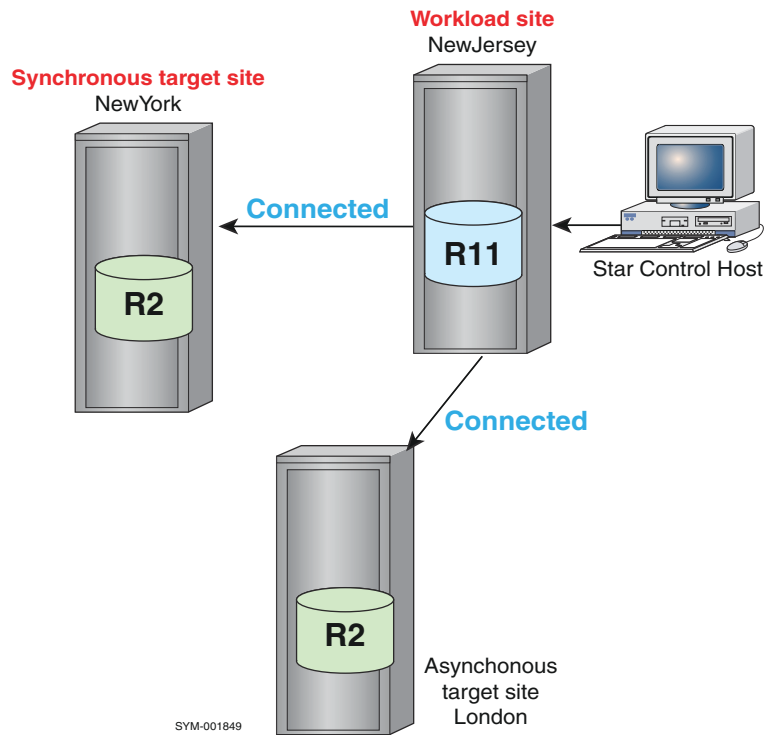 Workload site
NewJersey
Synchronous target site
NewYork
Connected
R11
R2
Star Control Host
Connected
R2
Asynchonous
target site
London
SYM-001849